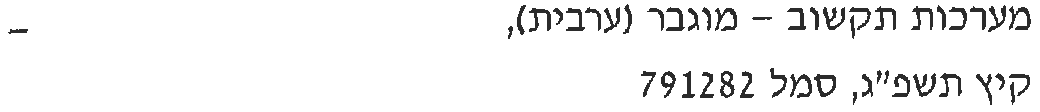 מערכות תקשוב – מוגבר (ערבית), –
קיץ תשפ"ג, סמל 791282